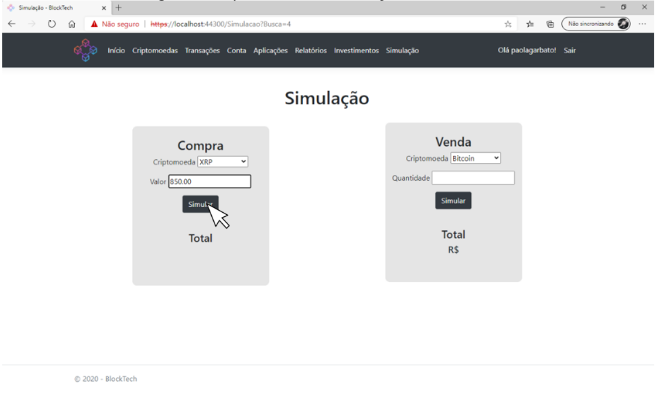 Simulação - BlockTech
Não seguro | https://localhost:44300/Simulacao?Busca=4
Não sincronizando
Início Criptomoedas Transações Conta Aplicações Relatórios Investimentos Simulação Olá paolagarbato! Sair
Simulação
Compra
Criptomoeda XRP
Valor 850.00
Simular
Total
Venda
Criptomoeda Bitcoin
Quantidade
Simular
Total
R$
© 2020 - BlockTech